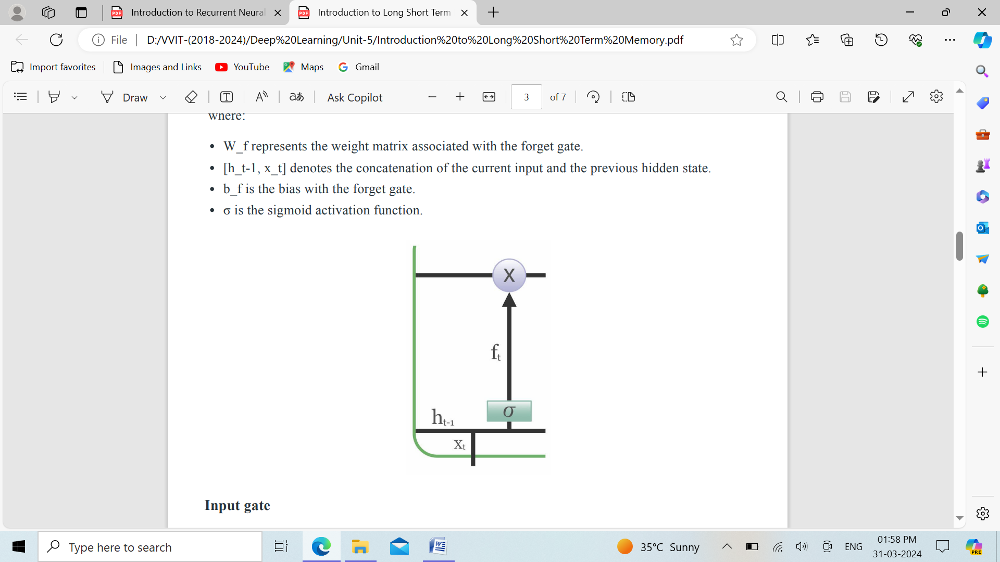 Introduction to Recurrent Neural
Introduction to Long Short Term
File
D:/VVIT-(2018-2024)/Deep%20Learning/Unit-5/Introduction%20to%20Long%20Short%20Term%20Memory.pdf
Import favorites
Images and Links
YouTube
Maps
Gmail
Draw
Ask Copilot
3 of 7
where:
• W_f represents the weight matrix associated with the forget gate.
• [h_t-1, x_t] denotes the concatenation of the current input and the previous hidden state.
• b_f is the bias with the forget gate.
• σ is the sigmoid activation function.
X
fₜ
σ
hₜ₋₁
xₜ
Input gate
Type here to search
35°C Sunny
ENG
01:58 PM
31-03-2024
PRE